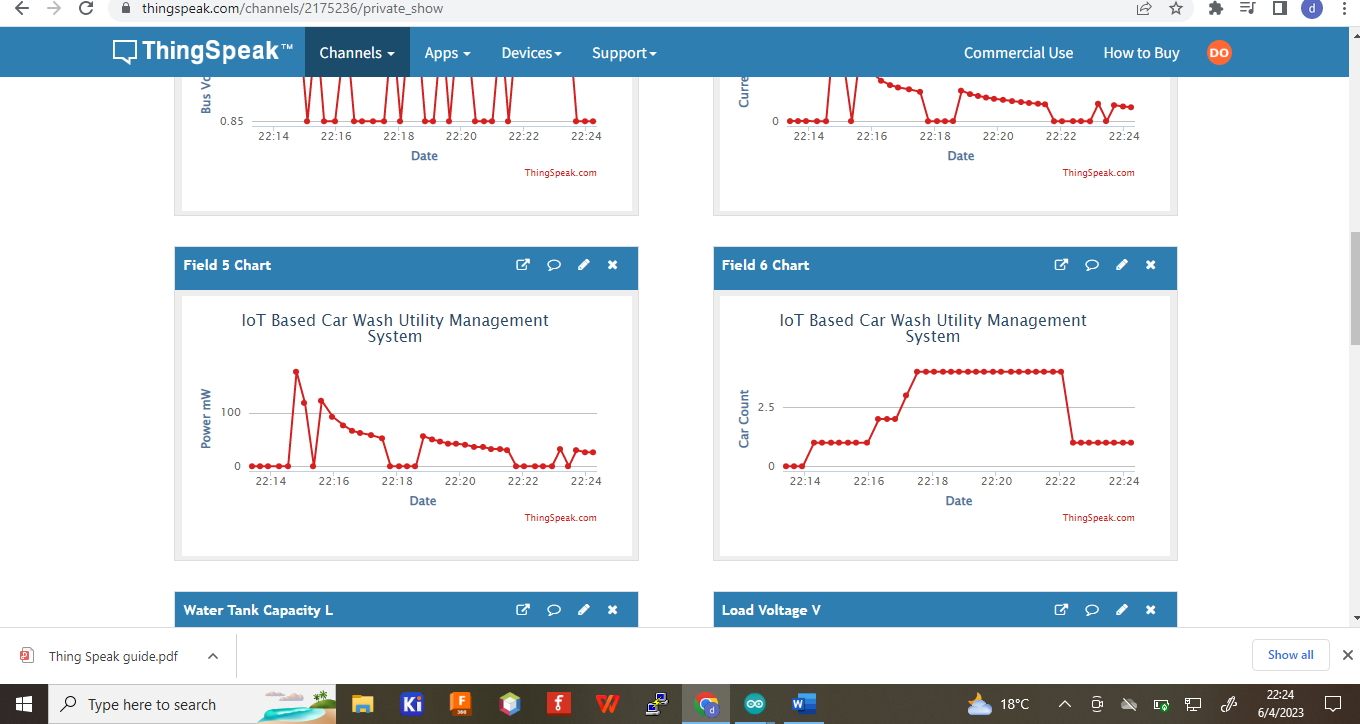 thingspeak.com/channels/2175236/private_show
d
ThingSpeak™ Channels Apps Devices Support Commercial Use How to Buy DO
Bus Vo
0.85
22:14 22:16 22:18 22:20 22:22 22:24
Date
ThingSpeak.com
Curre
0
22:14 22:16 22:18 22:20 22:22 22:24
Date
ThingSpeak.com
Field 5 Chart
IoT Based Car Wash Utility Management
System
Power mW
100
0
22:14 22:16 22:18 22:20 22:22 22:24
Date
ThingSpeak.com
Field 6 Chart
IoT Based Car Wash Utility Management
System
Car Count
2.5
0
22:14 22:16 22:18 22:20 22:22 22:24
Date
ThingSpeak.com
Water Tank Capacity L
Load Voltage V
Thing Speak guide.pdf
Show all
Type here to search
Ki
F
360
f
W
d
W
18°C
22:24
6/4/2023